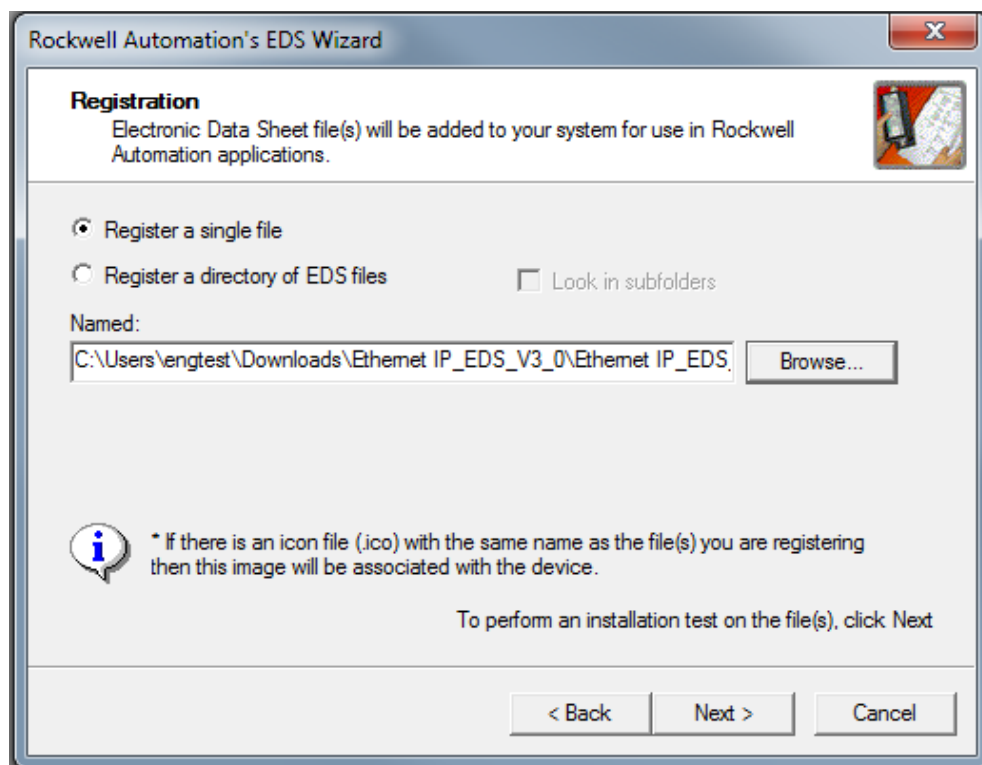 Rockwell Automation's EDS Wizard
Registration
Electronic Data Sheet file(s) will be added to your system for use in Rockwell
Automation applications.
Register a single file
Register a directory of EDS files
Look in subfolders
Named:
C:\Users\engtest\Downloads\Ethernet IP_EDS_V3_0\Ethernet IP_EDS_
Browse...
* If there is an icon file (.ico) with the same name as the file(s) you are registering
then this image will be associated with the device.
To perform an installation test on the file(s), click Next
< Back
Next >
Cancel